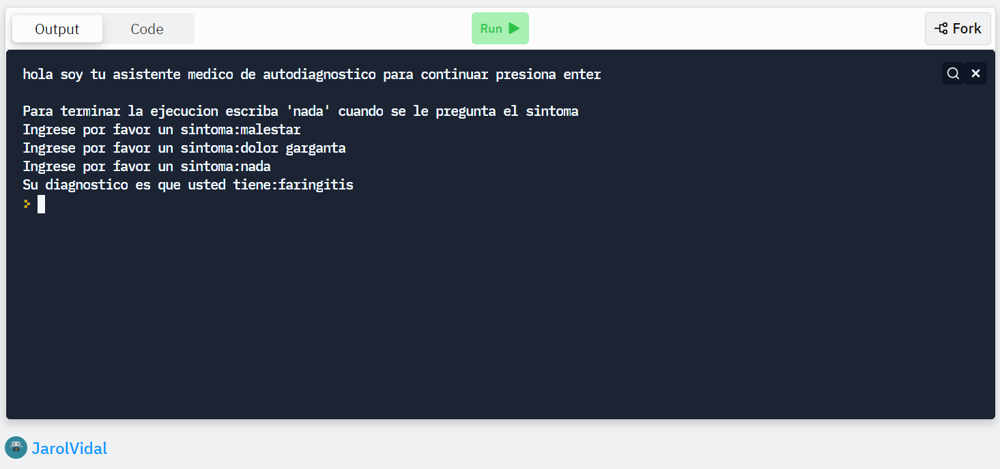 Output Code Run Fork
hola soy tu asistente medico de autodiagnostico para continuar presiona enter
Para terminar la ejecucion escriba 'nada' cuando se le pregunta el sintoma
Ingrese por favor un sintoma:malestar
Ingrese por favor un sintoma:dolor garganta
Ingrese por favor un sintoma:nada
Su diagnostico es que usted tiene:faringitis
JarolVidal